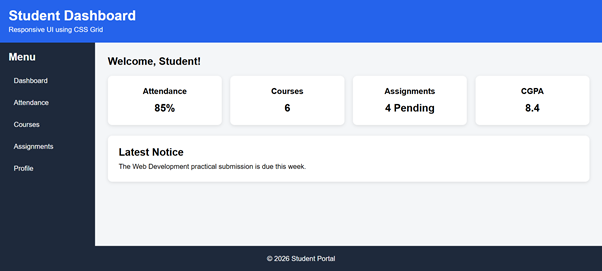 Student Dashboard
Responsive UI using CSS Grid
Menu
Dashboard
Attendance
Courses
Assignments
Profile
Welcome, Student!
Attendance
85%
Courses
6
Assignments
4 Pending
CGPA
8.4
Latest Notice
The Web Development practical submission is due this week.
© 2026 Student Portal